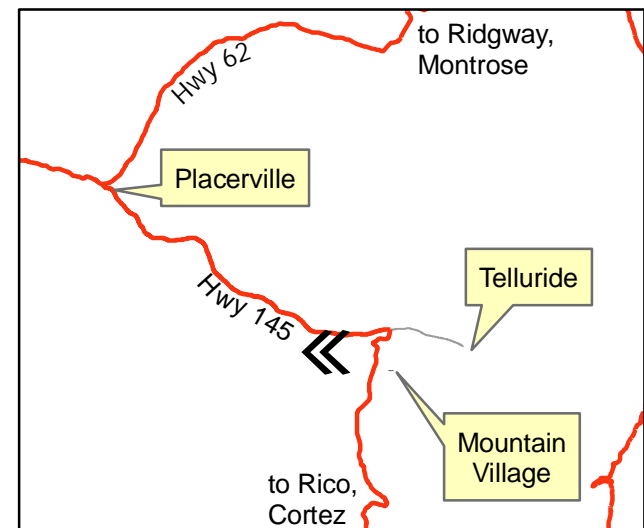 to Ridgway,
Montrose
Hwy 62
Placerville
Telluride
Hwy 145
Mountain
Village
to Rico,
Cortez